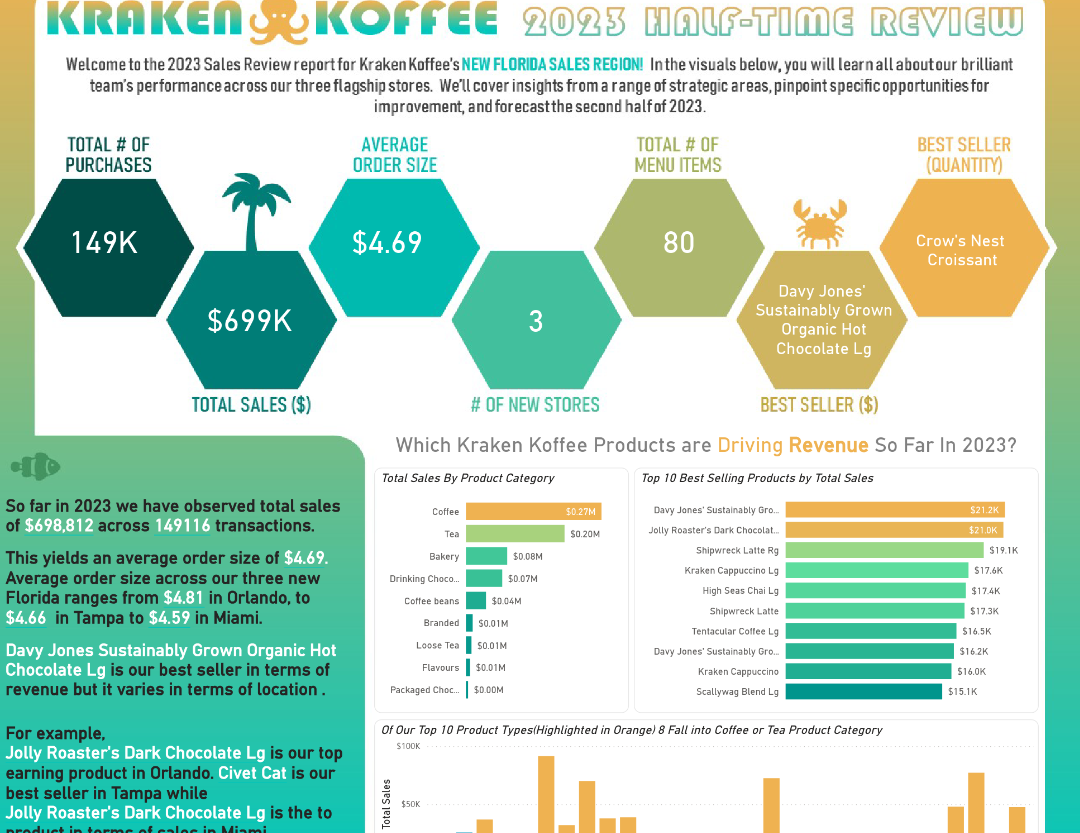 KRAKEN KOFFEE 2023 HALF-TIME REVIEW
Welcome to the 2023 Sales Review report for Kraken Koffee's NEW FLORIDA SALES REGION! In the visuals below, you will learn all about our brilliant
team's performance across our three flagship stores. We'll cover insights from a range of strategic areas, pinpoint specific opportunities for
improvement, and forecast the second half of 2023.
TOTAL # OF
PURCHASES
149K
$699K
TOTAL SALES ($)
AVERAGE
ORDER SIZE
$4.69
3
# OF NEW STORES
TOTAL # OF
MENU ITEMS
80
Davy Jones'
Sustainably Grown
Organic Hot
Chocolate Lg
BEST SELLER ($)
BEST SELLER
(QUANTITY)
Crow's Nest
Croissant
So far in 2023 we have observed total sales
of $698,812 across 149116 transactions.
This yields an average order size of $4.69.
Average order size across our three new
Florida ranges from $4.81 in Orlando, to
$4.66 in Tampa to $4.59 in Miami.
Davy Jones Sustainably Grown Organic Hot
Chocolate Lg is our best seller in terms of
revenue but it varies in terms of location .
For example,
Jolly Roaster's Dark Chocolate Lg is our top
earning product in Orlando. Civet Cat is our
best seller in Tampa while
Jolly Roaster's Dark Chocolate Lg is the to
product in terms of sales in Miami
Which Kraken Koffee Products are Driving Revenue So Far In 2023?
Total Sales By Product Category
Coffee $0.27M
Tea $0.20M
Bakery $0.08M
Drinking Choco... $0.07M
Coffee beans $0.04M
Branded $0.01M
Loose Tea $0.01M
Flavours $0.01M
Packaged Choc... $0.00M
Top 10 Best Selling Products by Total Sales
Davy Jones' Sustainably Gro... $21.2K
Jolly Roaster's Dark Chocolat... $21.0K
Shipwreck Latte Rg $19.1K
Kraken Cappuccino Lg $17.6K
High Seas Chai Lg $17.4K
Shipwreck Latte $17.3K
Tentacular Coffee Lg $16.5K
Davy Jones' Sustainably Gro... $16.2K
Kraken Cappuccino $16.0K
Scallywag Blend Lg $15.1K
Of Our Top 10 Product Types(Highlighted in Orange) 8 Fall into Coffee or Tea Product Category
$100K
$50K
Total Sales